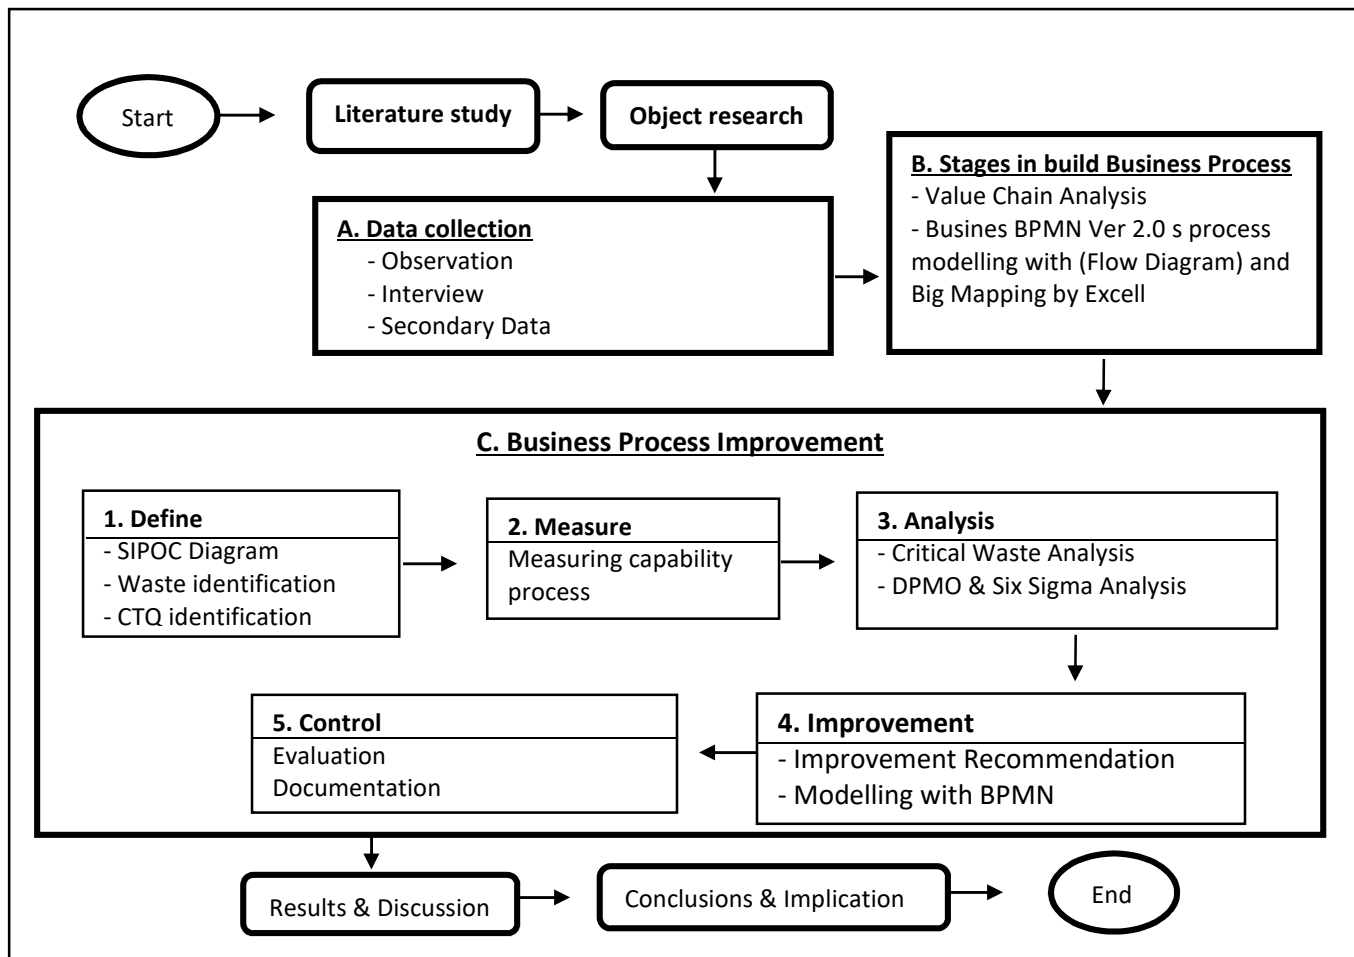 Start
Literature study
Object research
A. Data collection
- Observation
- Interview
- Secondary Data
B. Stages in build Business Process
- Value Chain Analysis
- Busines BPMN Ver 2.0 s process
modelling with (Flow Diagram) and
Big Mapping by Excell
C. Business Process Improvement
1. Define
- SIPOC Diagram
- Waste identification
- CTQ identification
2. Measure
Measuring capability
process
3. Analysis
- Critical Waste Analysis
- DPMO & Six Sigma Analysis
4. Improvement
- Improvement Recommendation
- Modelling with BPMN
5. Control
Evaluation
Documentation
Results & Discussion
Conclusions & Implication
End